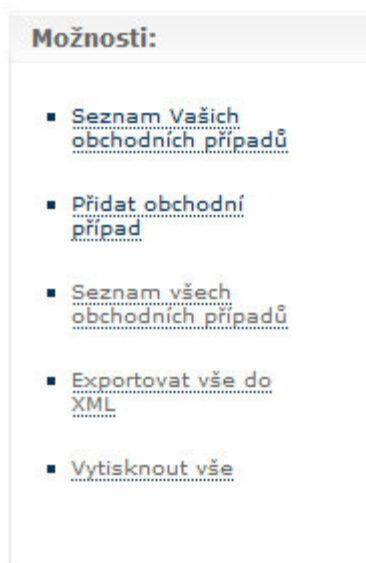 Možnosti:
Seznam Vašich
obchodních případů
Přidat obchodní
případ
Seznam všech
obchodních případů
Exportovat vše do
XML
Vytisknout vše